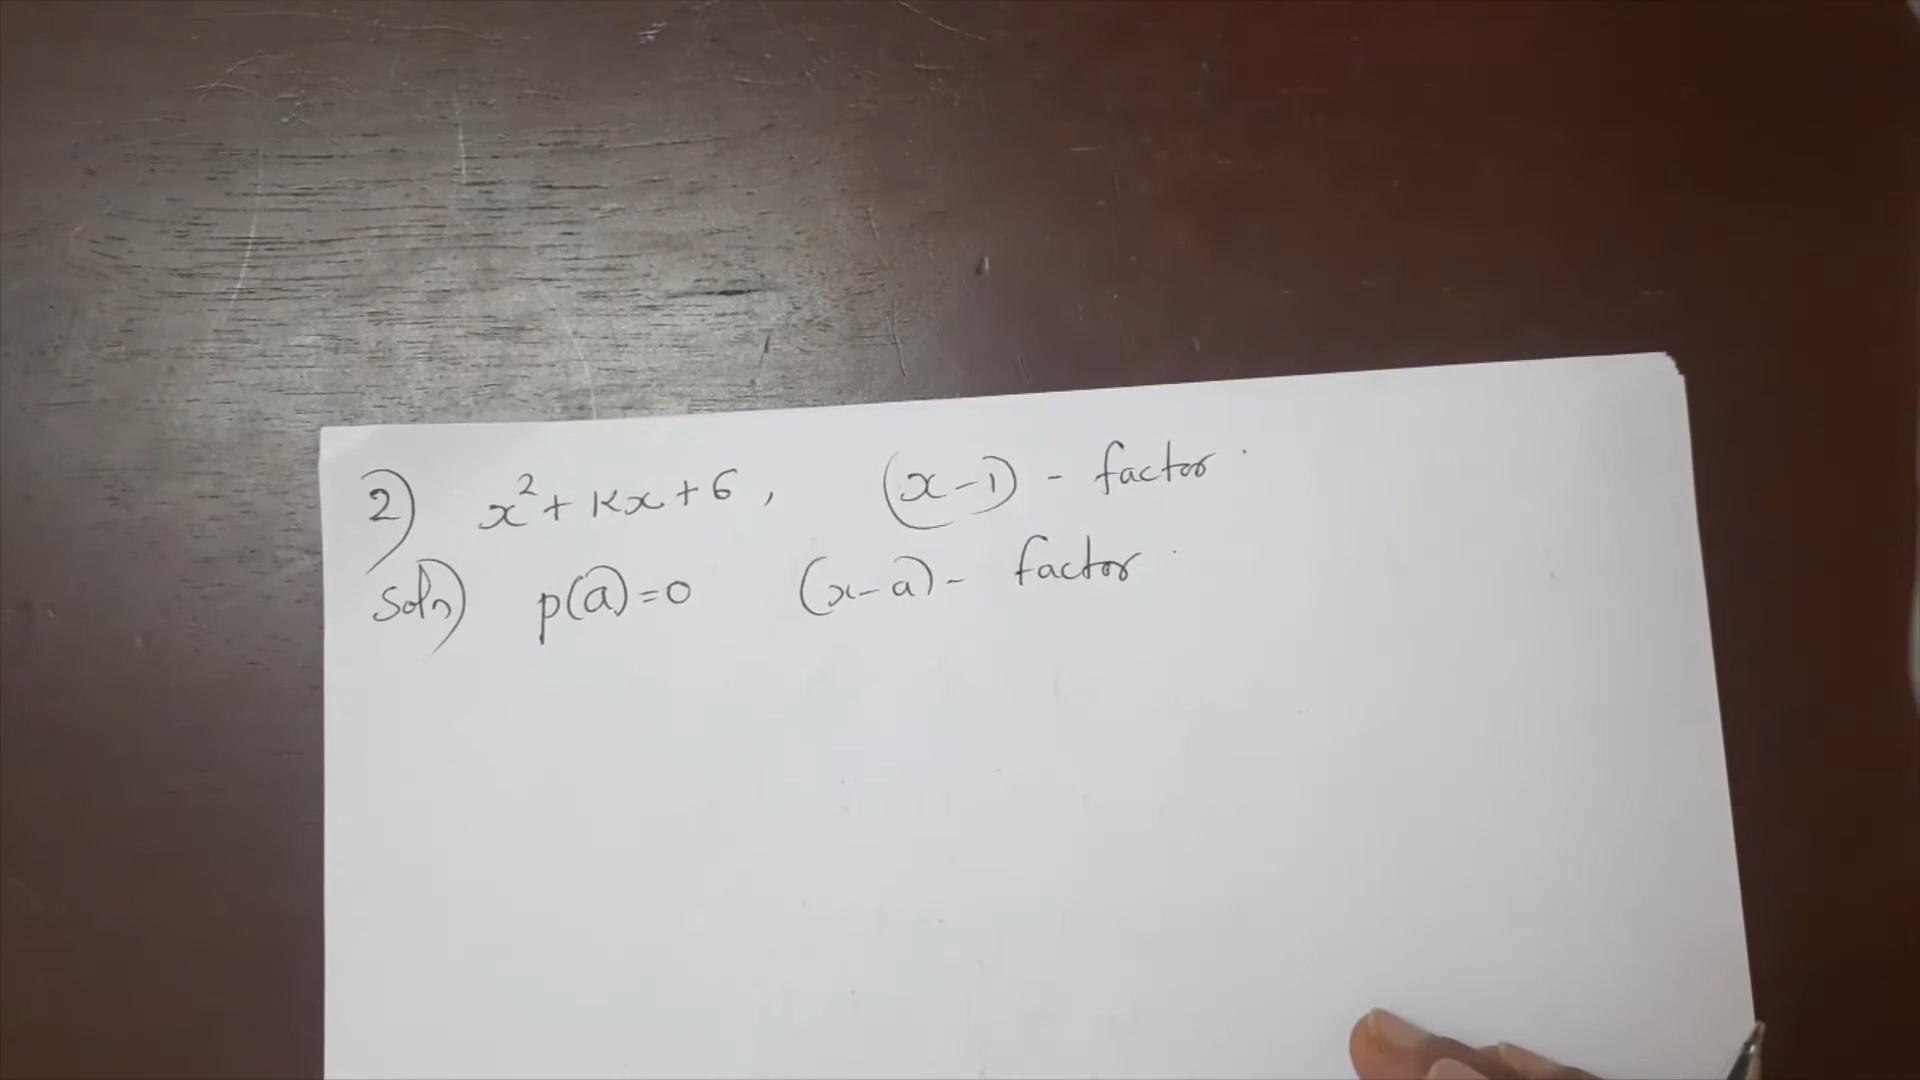 2) x²+kx+6, (x-1) - factor.
Soln) p(a)=0 (x-a) - factor.